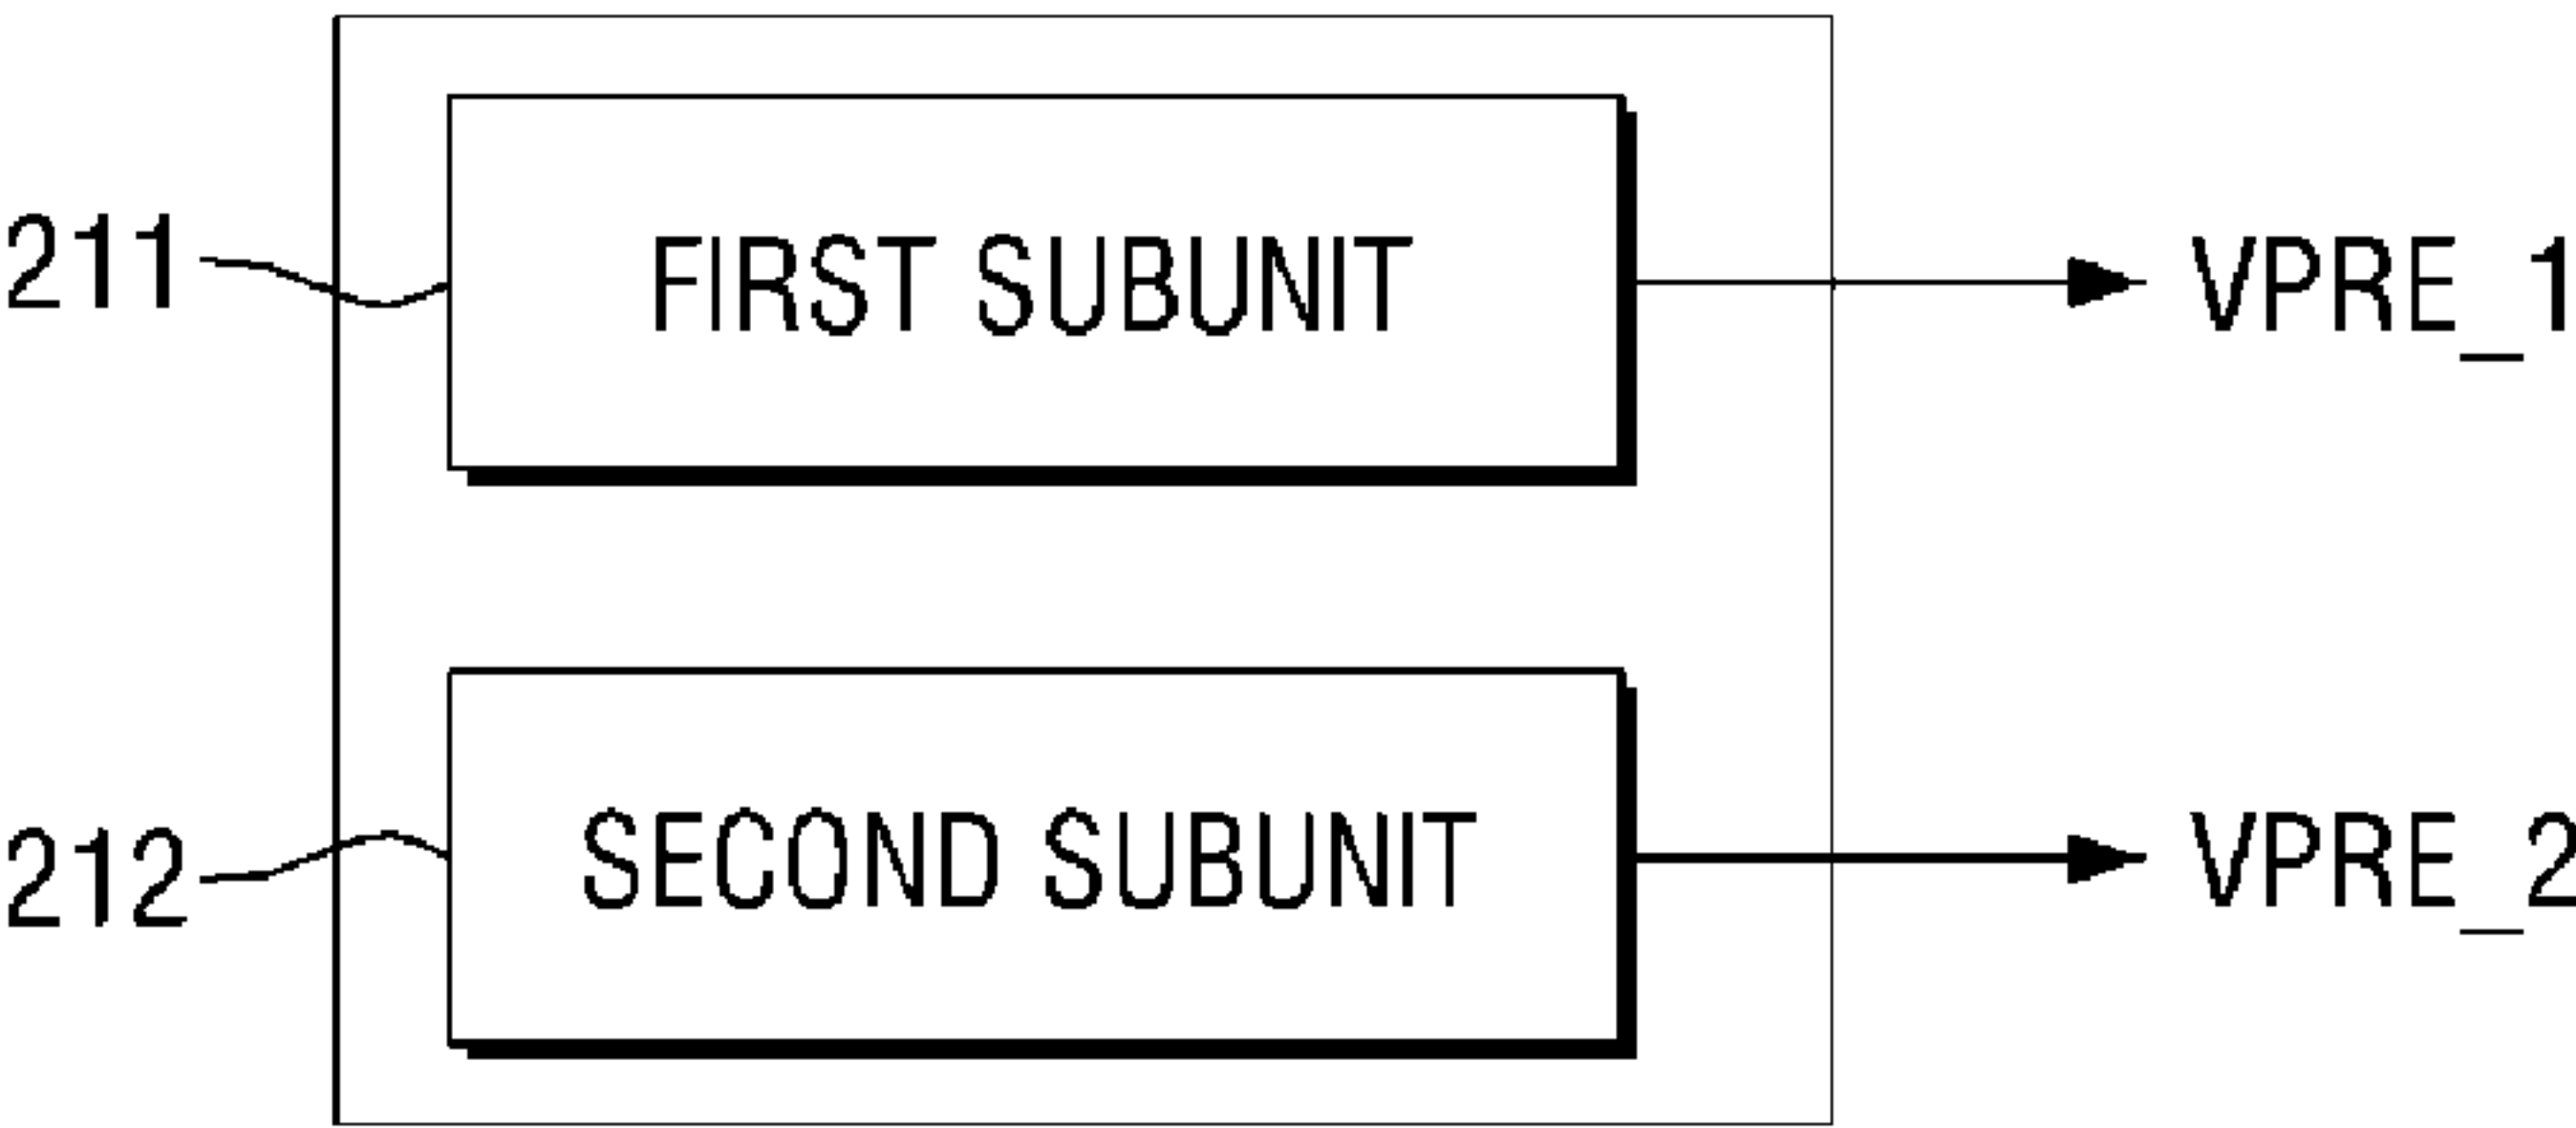 211
FIRST SUBUNIT
VPRE_1
212
SECOND SUBUNIT
VPRE_2